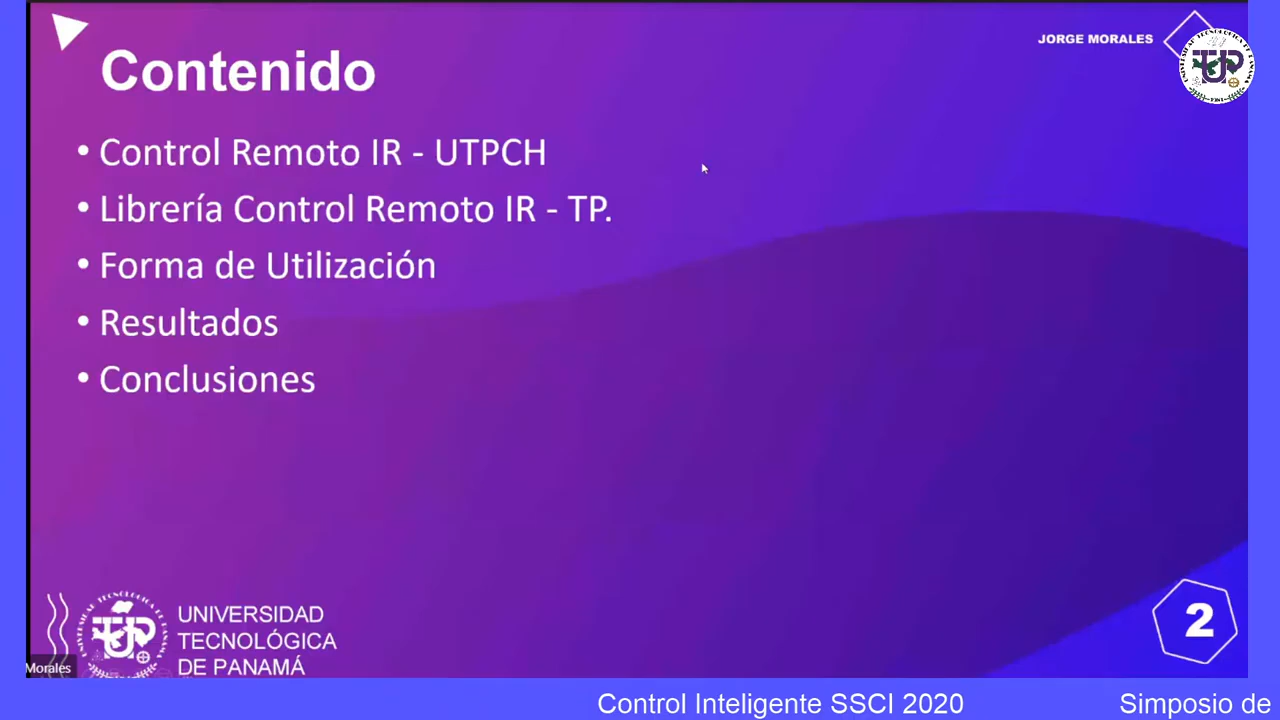 JORGE MORALES
Contenido
• Control Remoto IR - UTPCH
• Librería Control Remoto IR - TP.
• Forma de Utilización
• Resultados
• Conclusiones
UNIVERSIDAD
TECNOLÓGICA
DE PANAMÁ
2
Morales
Control Inteligente SSCI 2020 Simposio de